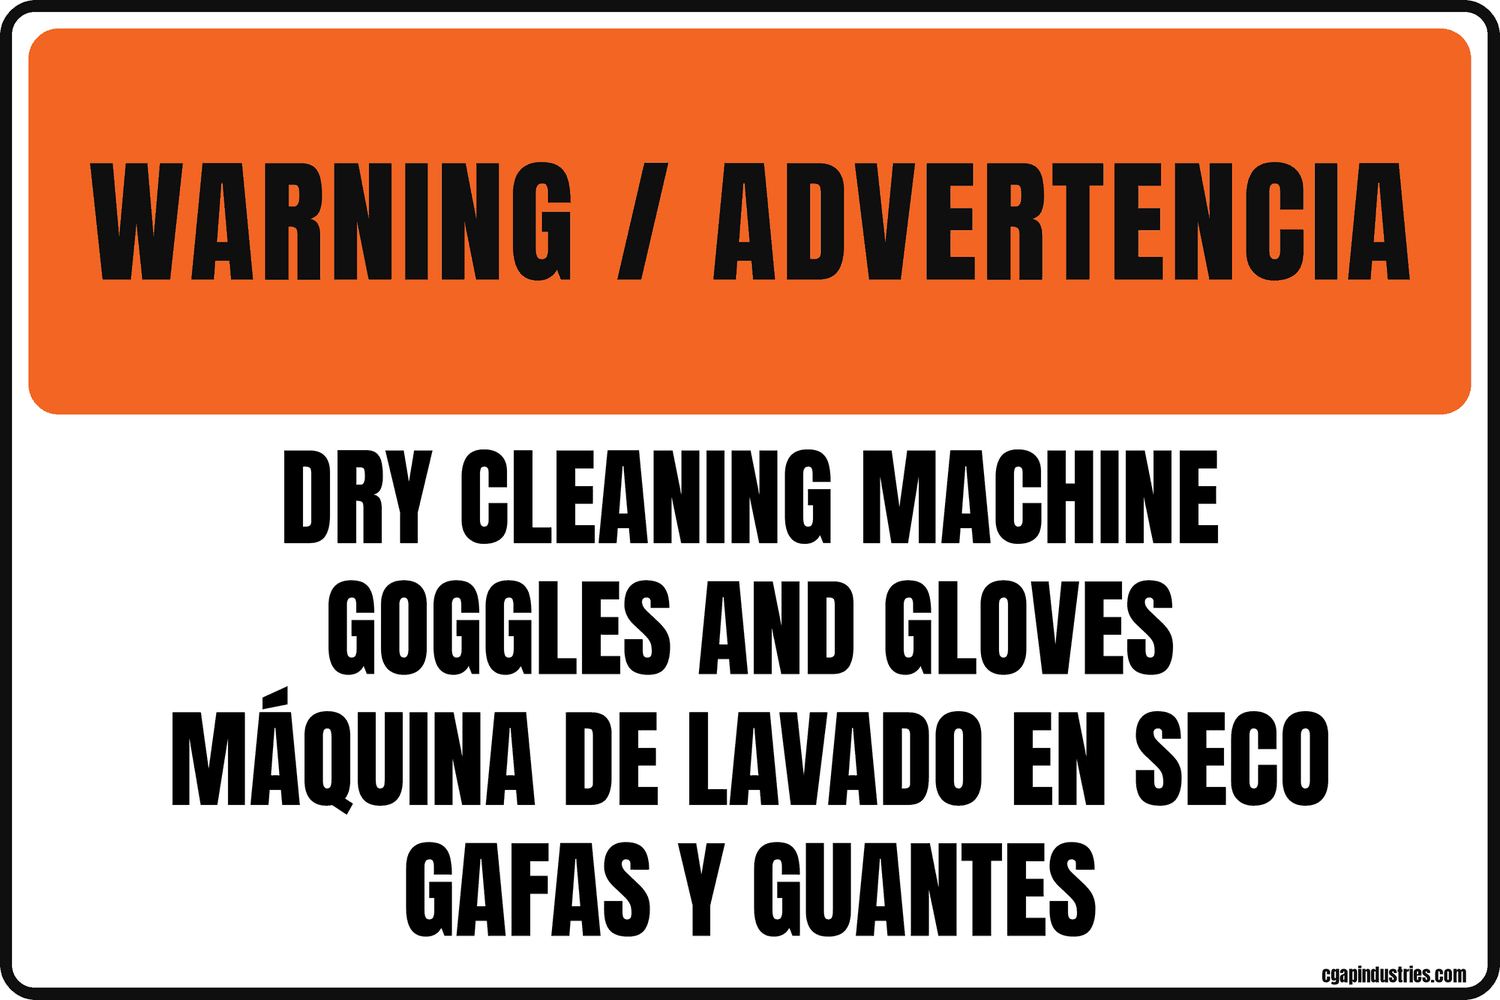 WARNING / ADVERTENCIA
DRY CLEANING MACHINE
GOGGLES AND GLOVES
MÁQUINA DE LAVADO EN SECO
GAFAS Y GUANTES
cgapindustries.com